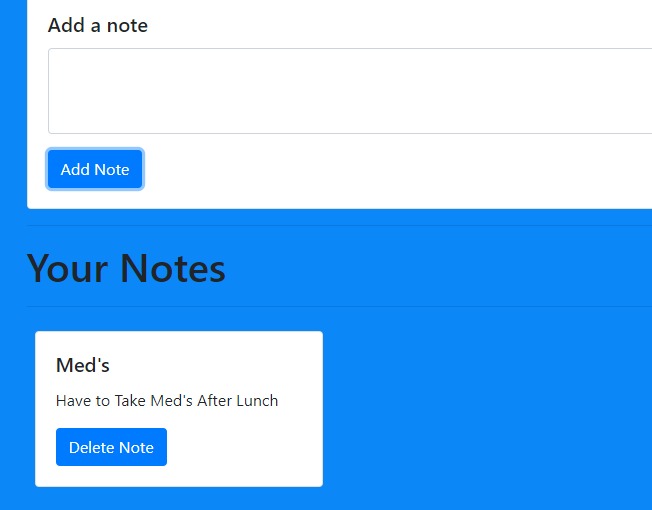 Add a note
Add Note
Your Notes
Med's
Have to Take Med's After Lunch
Delete Note